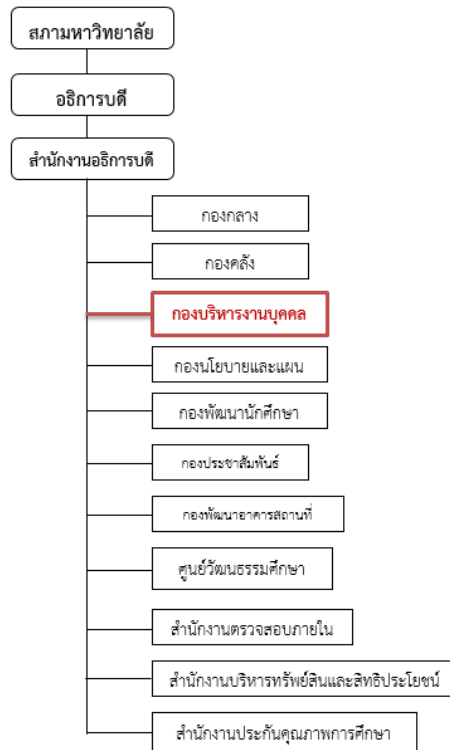 สภามหาวิทยาลัย
อธิการบดี
สำนักงานอธิการบดี
กองกลาง
กองคลัง
กองบริหารงานบุคคล
กองนโยบายและแผน
กองพัฒนานักศึกษา
กองประชาสัมพันธ์
กองพัฒนาอาคารสถานที่
ศูนย์วัฒนธรรมศึกษา
สำนักงานตรวจสอบภายใน
สำนักงานบริหารทรัพย์สินและสิทธิประโยชน์
สำนักงานประกันคุณภาพการศึกษา